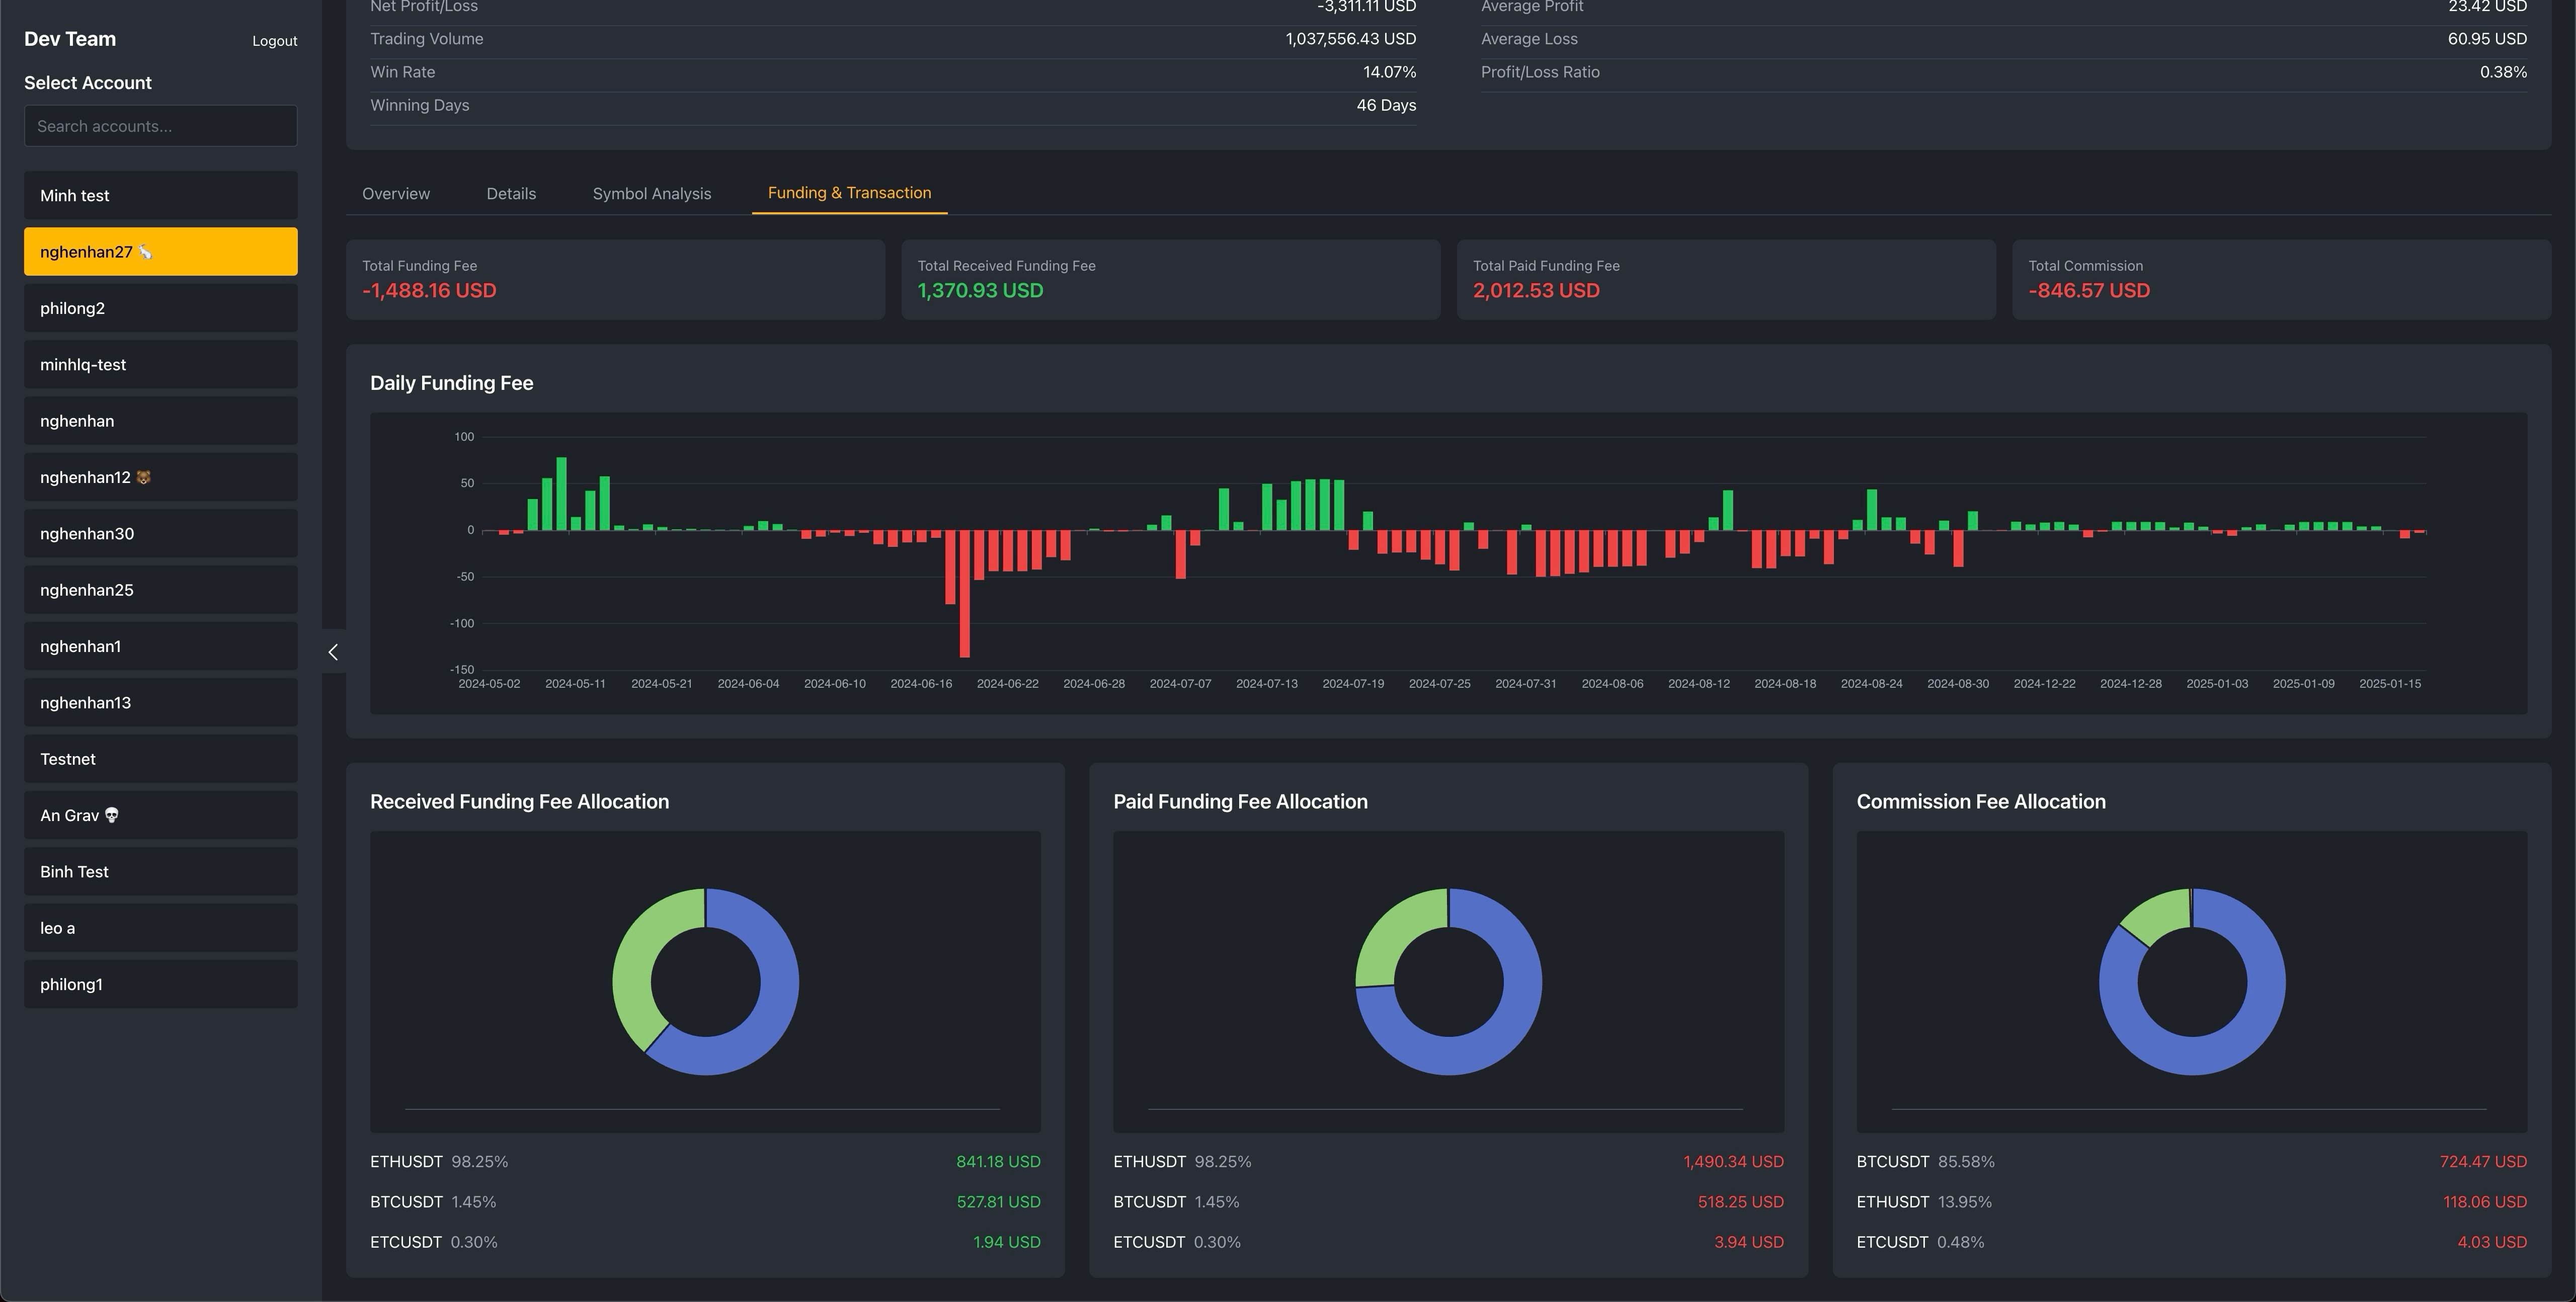 Dev Team
Logout
Select Account
Search accounts...
Minh test
nghenhan27 🐇
philong2
minhlq-test
nghenhan
nghenhan12 🐻
nghenhan30
nghenhan25
nghenhan1
nghenhan13
Testnet
An Grav 💀
Binh Test
leo a
philong1
Net Profit/Loss -3,311.11 USD
Trading Volume 1,037,556.43 USD
Win Rate 14.07%
Winning Days 46 Days
Average Profit 23.42 USD
Average Loss 60.95 USD
Profit/Loss Ratio 0.38%
Overview Details Symbol Analysis Funding & Transaction
Total Funding Fee
-1,488.16 USD
Total Received Funding Fee
1,370.93 USD
Total Paid Funding Fee
2,012.53 USD
Total Commission
-846.57 USD
Daily Funding Fee
100
50
0
-50
-100
-150
2024-05-02 2024-05-11 2024-05-21 2024-06-04 2024-06-10 2024-06-16 2024-06-22 2024-06-28 2024-07-07 2024-07-13 2024-07-19 2024-07-25 2024-07-31 2024-08-06 2024-08-12 2024-08-18 2024-08-24 2024-08-30 2024-12-22 2024-12-28 2025-01-03 2025-01-09 2025-01-15
Received Funding Fee Allocation
ETHUSDT 98.25% 841.18 USD
BTCUSDT 1.45% 527.81 USD
ETCUSDT 0.30% 1.94 USD
Paid Funding Fee Allocation
ETHUSDT 98.25% 1,490.34 USD
BTCUSDT 1.45% 518.25 USD
ETCUSDT 0.30% 3.94 USD
Commission Fee Allocation
BTCUSDT 85.58% 724.47 USD
ETHUSDT 13.95% 118.06 USD
ETCUSDT 0.48% 4.03 USD